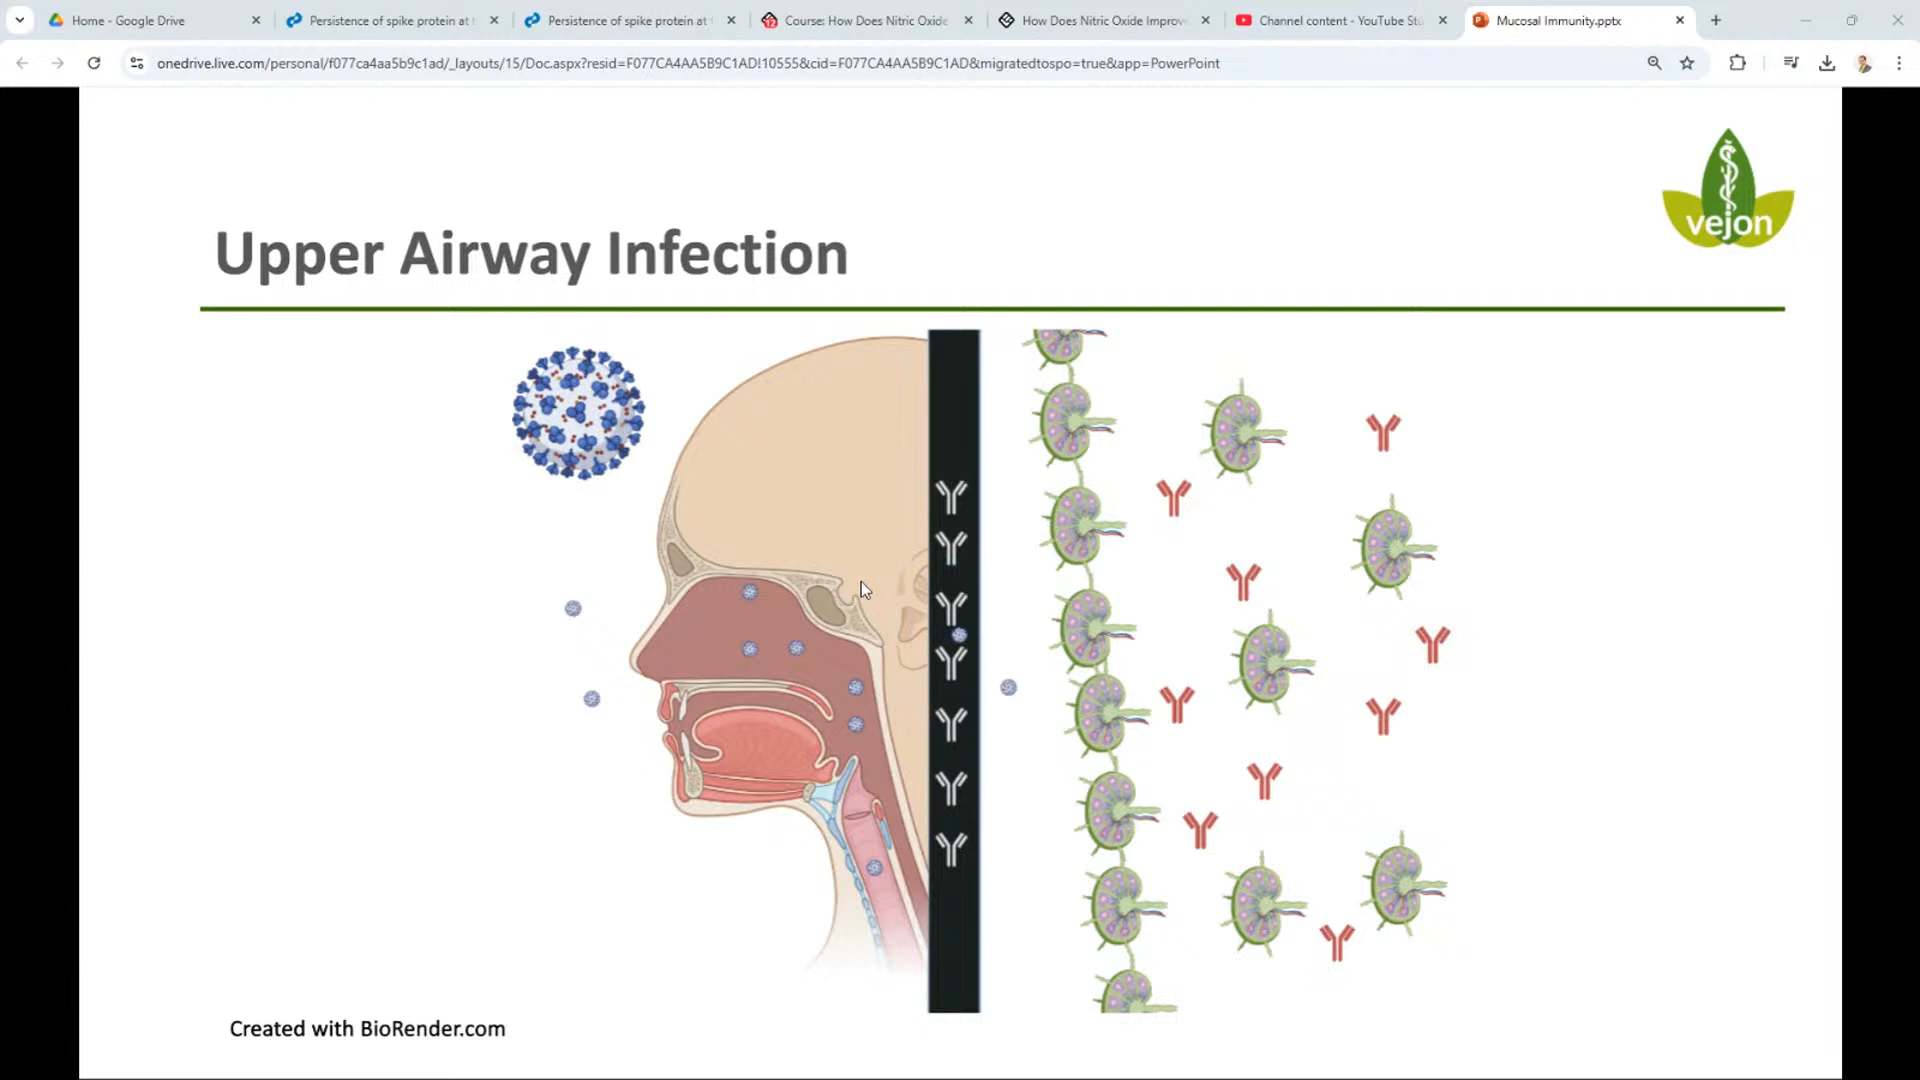 Home - Google Drive
Persistence of spike protein at
Persistence of spike protein at
Course: How Does Nitric Oxide
How Does Nitric Oxide Improv
Channel content - YouTube Stu
Mucosal Immunity.pptx
onedrive.live.com/personal/f077ca4aa5b9c1ad/_layouts/15/Doc.aspx?resid=F077CA4AA5B9C1AD!10555&cid=F077CA4AA5B9C1AD&migratedtospo=true&app=PowerPoint
vejon
Upper Airway Infection
Created with BioRender.com